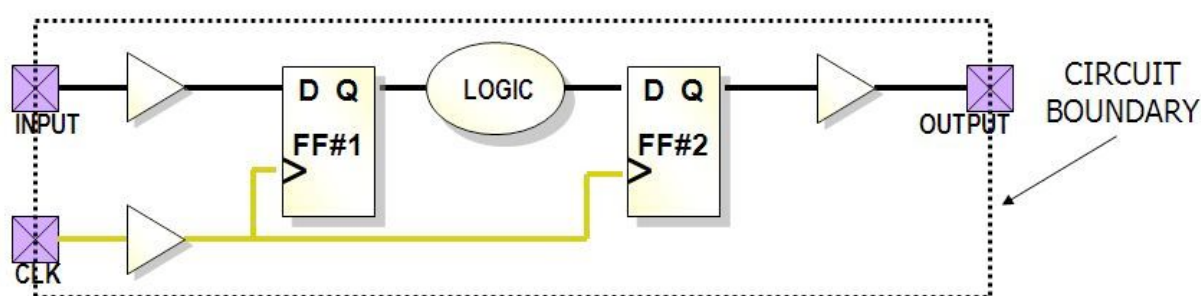 INPUT
D Q
FF#1
LOGIC
D Q
FF#2
OUTPUT
CIRCUIT
BOUNDARY
CLK